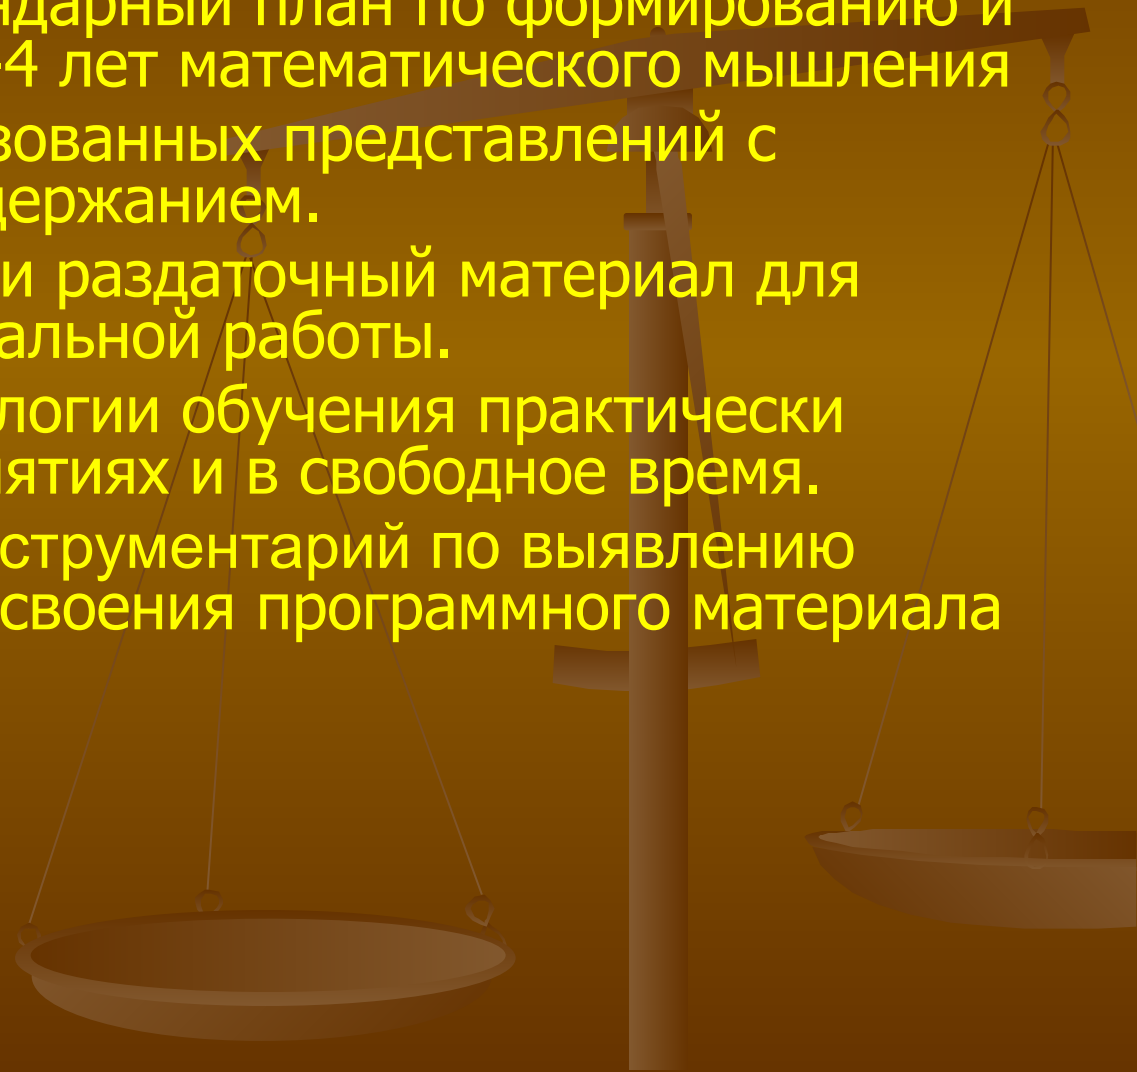 ндарный план по формированию и
-4 лет математического мышления
зованных представлений с
держанием.
и раздаточный материал для
альной работы.
логии обучения практически
ятиях и в свободное время.
струментарий по выявлению
своения программного материала